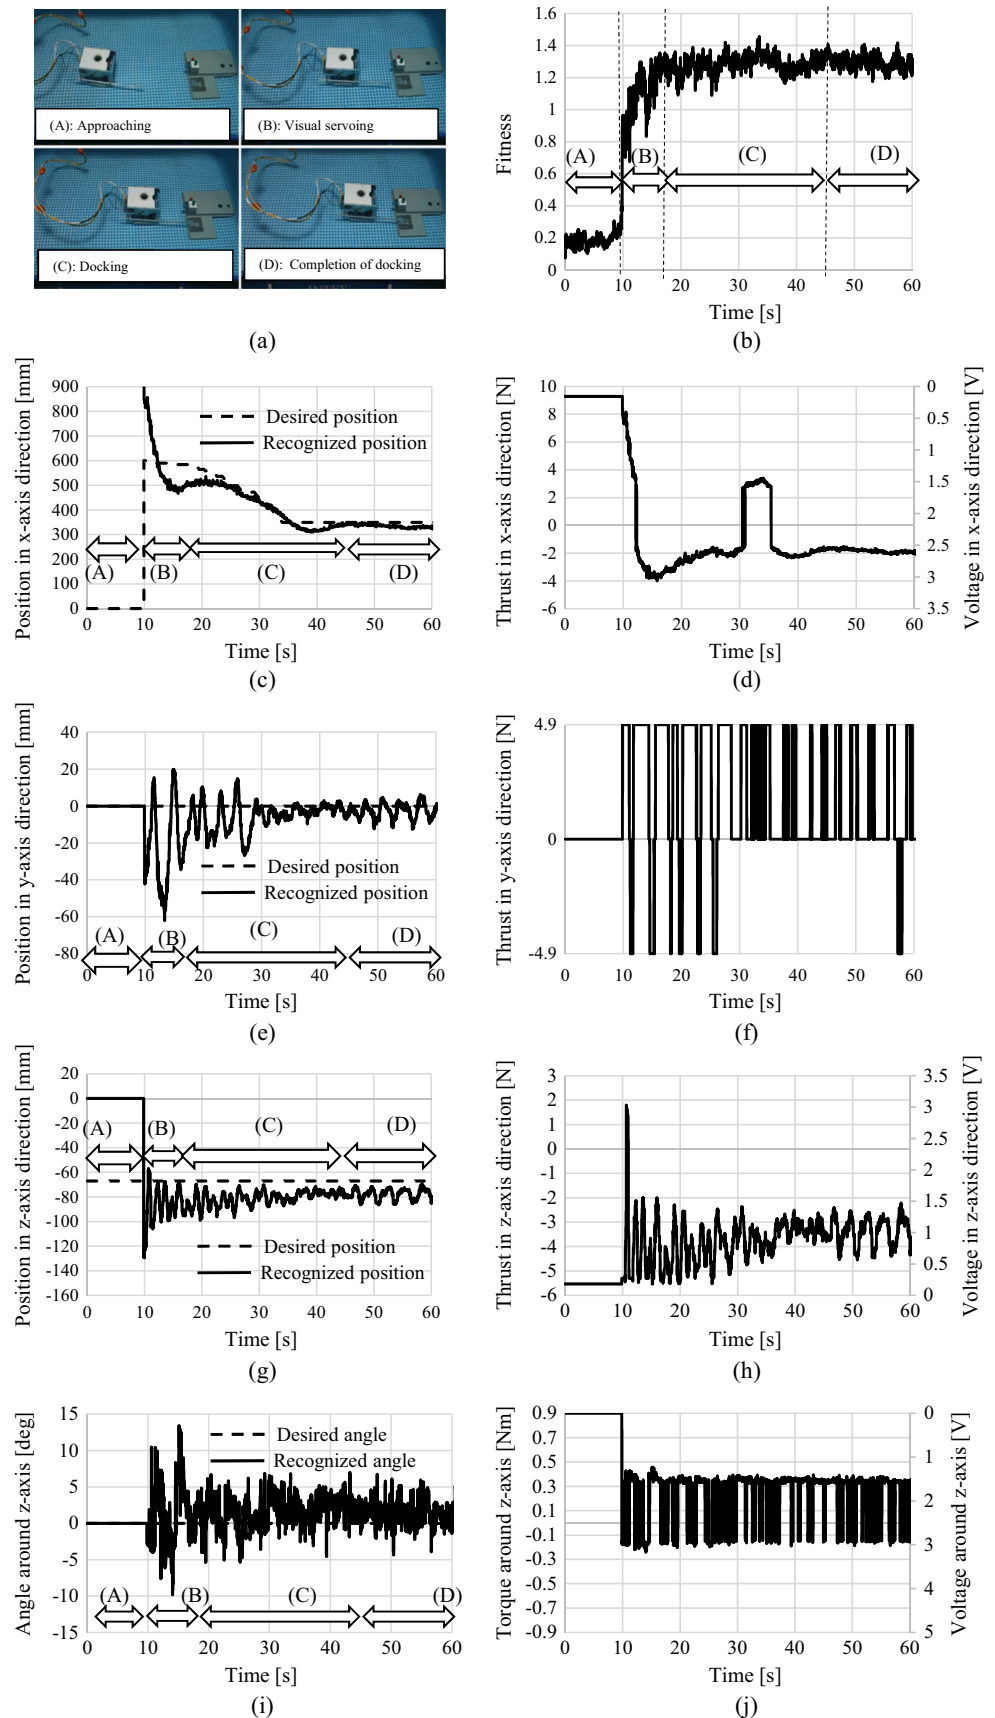 (A): Approaching
(B): Visual servoing
(C): Docking
(D): Completion of docking
INTEX
(a)
Fitness
1.6
1.4
1.2
1
0.8
0.6
0.4
0.2
0
(A)
(B)
(C)
(D)
0 10 20 30 40 50 60
Time [s]
(b)
Position in x-axis direction [mm]
900
800
700
600
500
400
300
200
100
0
Desired position
Recognized position
(A)
(B)
(C)
(D)
0 10 20 30 40 50 60
Time [s]
(c)
Thrust in x-axis direction [N]
10
8
6
4
2
0
-2
-4
-6
0
0.5
1
1.5
2
2.5
3
3.5
Voltage in x-axis direction [V]
0 10 20 30 40 50 60
Time [s]
(d)
Position in y-axis direction [mm]
40
20
0
-20
-40
-60
-80
Desired position
Recognized position
(A)
(B)
(C)
(D)
0 10 20 30 40 50 60
Time [s]
(e)
Thrust in y-axis direction [N]
4.9
0
-4.9
0 10 20 30 40 50 60
Time [s]
(f)
Position in z-axis direction [mm]
20
0
-20
-40
-60
-80
-100
-120
-140
-160
(A)
(B)
(C)
(D)
Desired position
Recognized position
0 10 20 30 40 50 60
Time [s]
(g)
Thrust in z-axis direction [N]
3
2
1
0
-1
-2
-3
-4
-5
-6
3.5
3
2.5
2
1.5
1
0.5
0
Voltage in z-axis direction [V]
0 10 20 30 40 50 60
Time [s]
(h)
Angle around z-axis [deg]
15
10
5
0
-5
-10
-15
Desired angle
Recognized angle
(A)
(B)
(C)
(D)
0 10 20 30 40 50 60
Time [s]
(i)
Torque around z-axis [Nm]
0.9
0.7
0.5
0.3
0.1
-0.1
-0.3
-0.5
-0.7
-0.9
0
1
2
3
4
5
Voltage around z-axis [V]
0 10 20 30 40 50 60
Time [s]
(j)